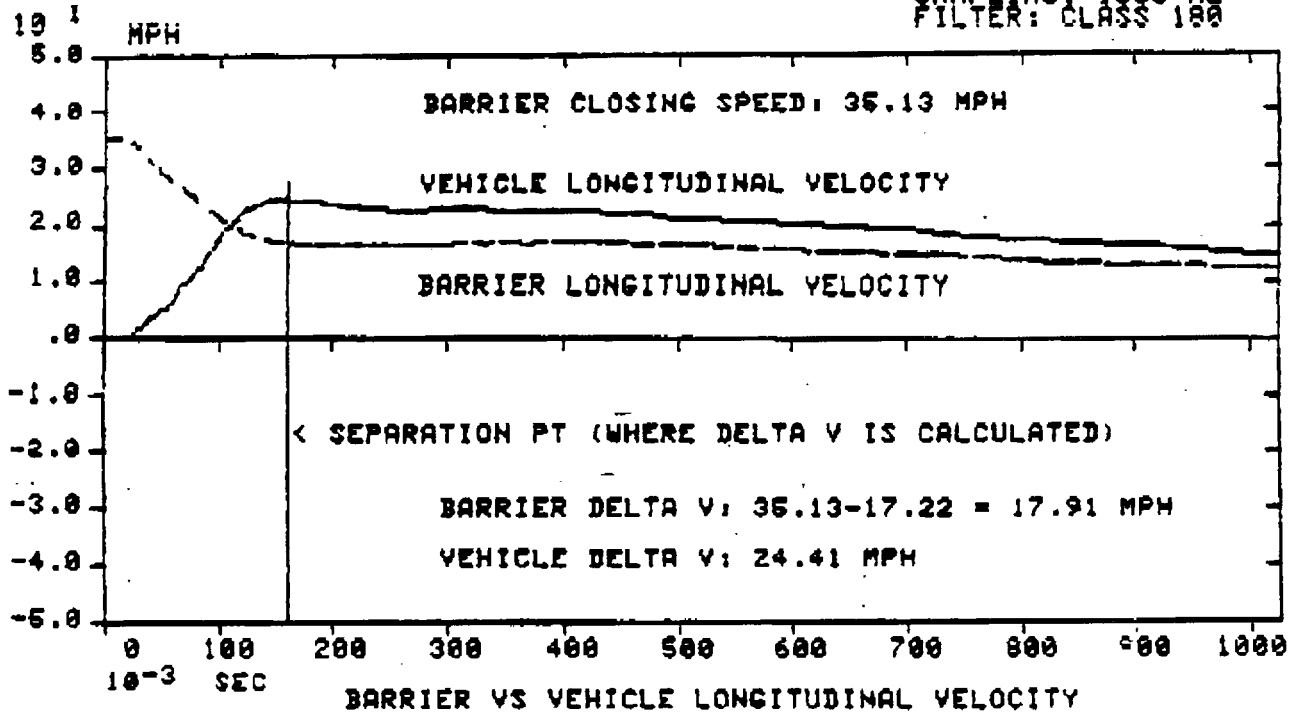 FILTER: CLASS 180
10 1
MPH
5.0
4.0
3.0
2.0
1.0
.0
-1.0
-2.0
-3.0
-4.0
-5.0
BARRIER CLOSING SPEED: 35.13 MPH
VEHICLE LONGITUDINAL VELOCITY
BARRIER LONGITUDINAL VELOCITY
< SEPARATION PT (WHERE DELTA V IS CALCULATED)
BARRIER DELTA V: 35.13-17.22 = 17.91 MPH
VEHICLE DELTA V: 24.41 MPH
0 100 200 300 400 500 600 700 800 900 1000
10-3 SEC
BARRIER VS VEHICLE LONGITUDINAL VELOCITY